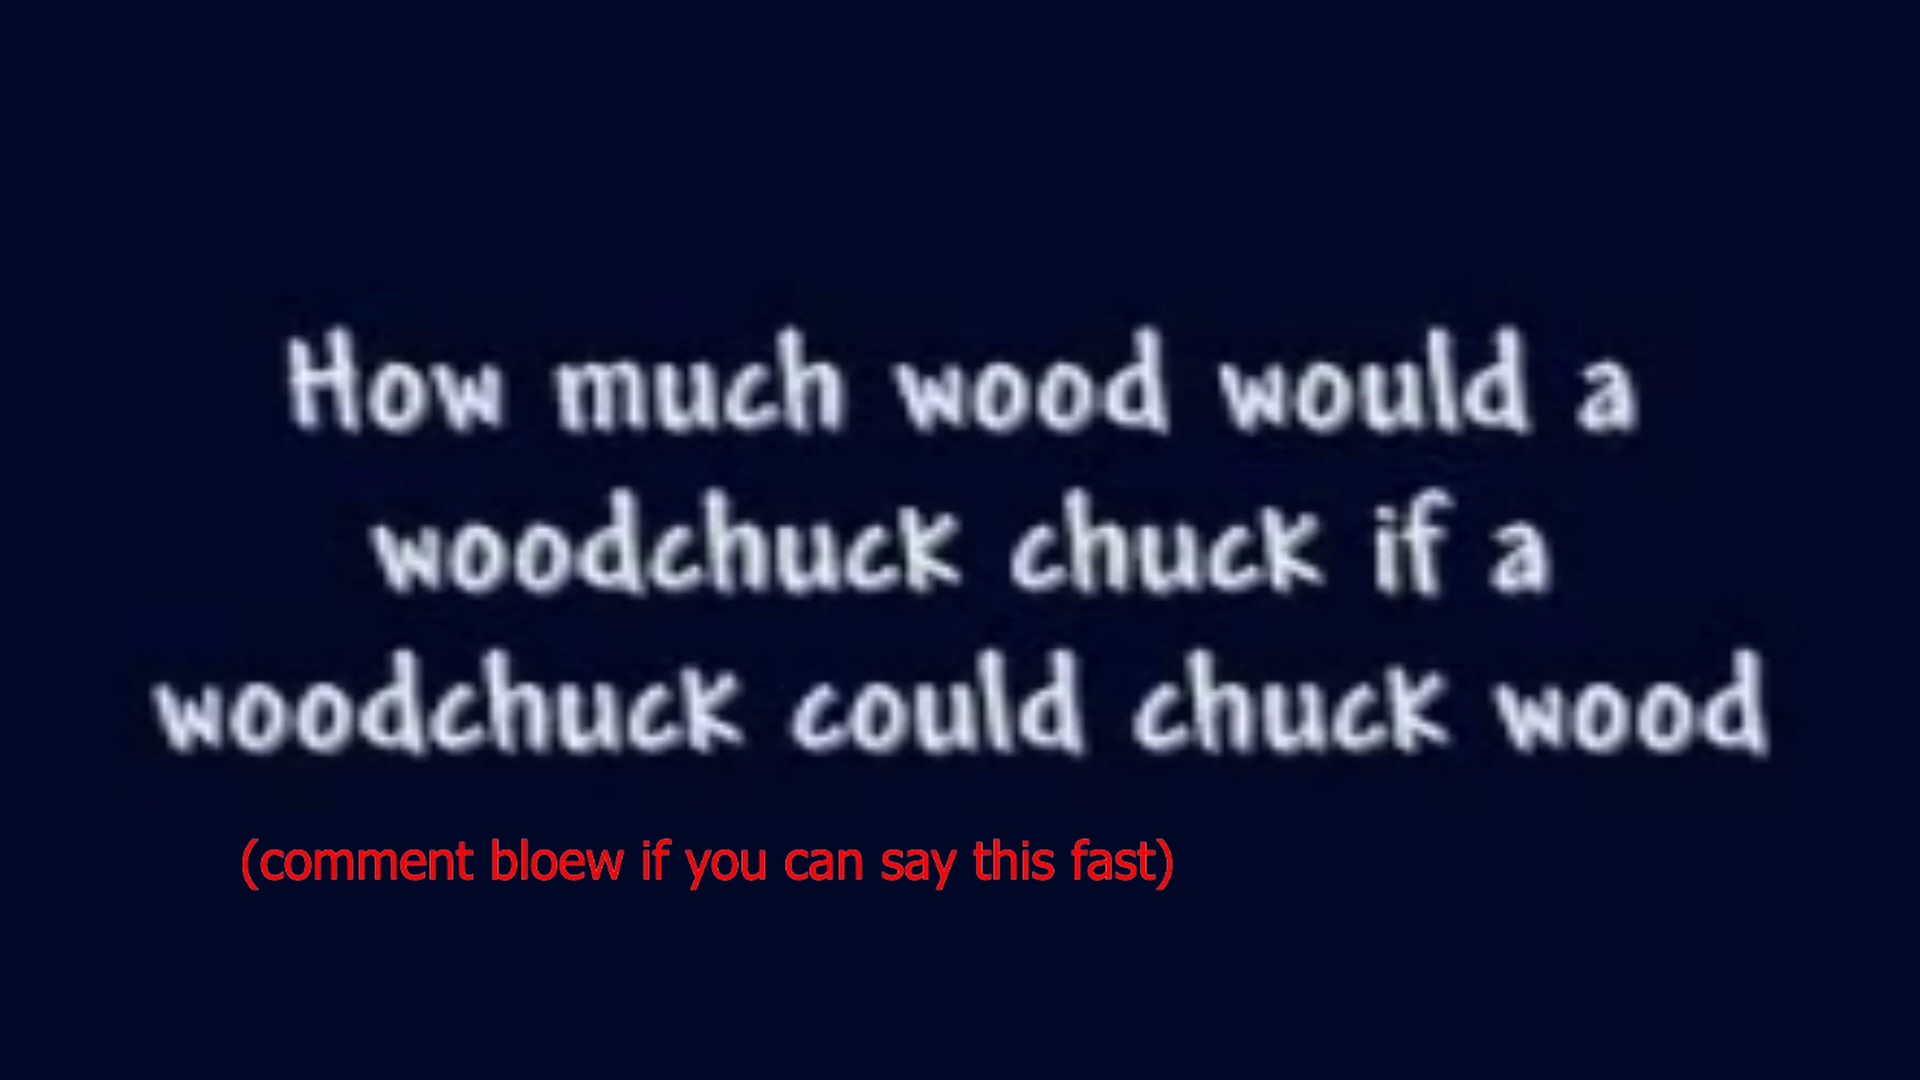 How much wood would a
woodchuck chuck if a
woodchuck could chuck wood
(comment bloew if you can say this fast)